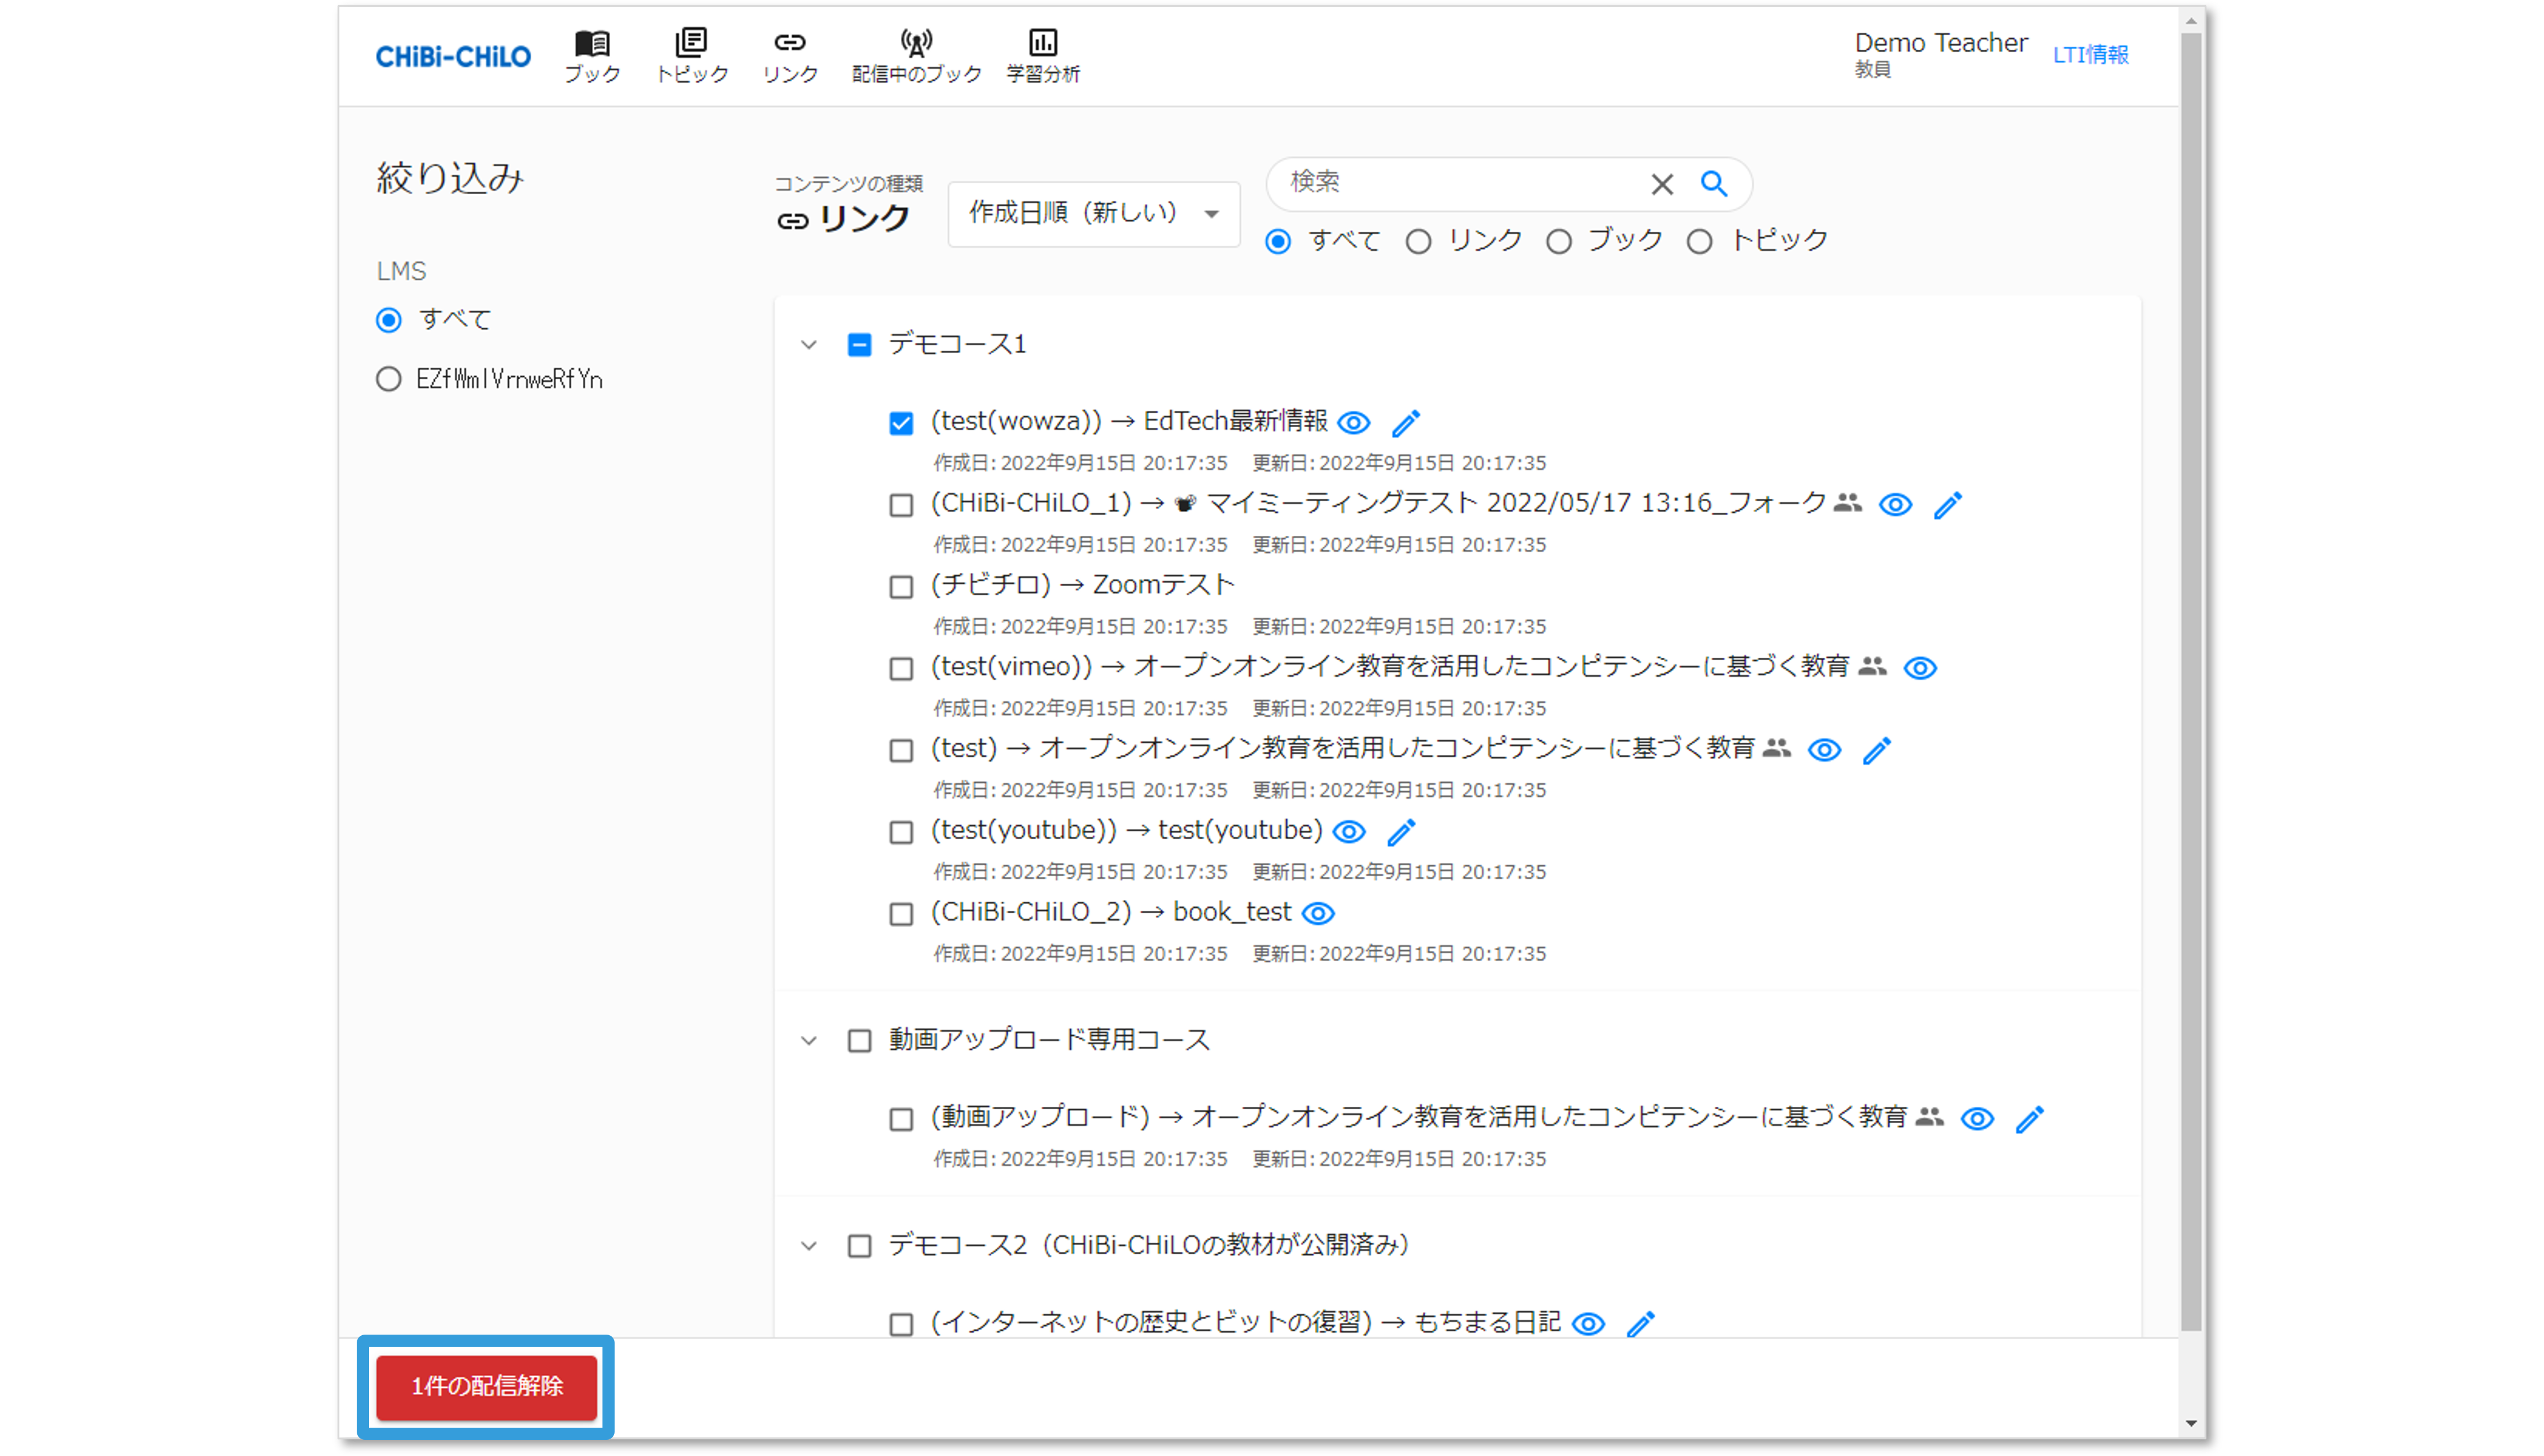 CHiBi-CHiLO
ブック
トピック
リンク
配信中のブック
学習分析
Demo Teacher
教員
LTI情報
絞り込み
LMS
すべて
EZfWmlVrnweRfYn
コンテンツの種類
リンク
作成日順（新しい）
検索
すべて リンク ブック トピック
デモコース1
(test(wowza)) → EdTech最新情報
作成日: 2022年9月15日 20:17:35 更新日: 2022年9月15日 20:17:35
(CHiBi-CHiLO_1) → 📽 マイミーティングテスト 2022/05/17 13:16_フォーク
作成日: 2022年9月15日 20:17:35 更新日: 2022年9月15日 20:17:35
(チビチロ) → Zoomテスト
作成日: 2022年9月15日 20:17:35 更新日: 2022年9月15日 20:17:35
(test(vimeo)) → オープンオンライン教育を活用したコンピテンシーに基づく教育
作成日: 2022年9月15日 20:17:35 更新日: 2022年9月15日 20:17:35
(test) → オープンオンライン教育を活用したコンピテンシーに基づく教育
作成日: 2022年9月15日 20:17:35 更新日: 2022年9月15日 20:17:35
(test(youtube)) → test(youtube)
作成日: 2022年9月15日 20:17:35 更新日: 2022年9月15日 20:17:35
(CHiBi-CHiLO_2) → book_test
作成日: 2022年9月15日 20:17:35 更新日: 2022年9月15日 20:17:35
動画アップロード専用コース
(動画アップロード) → オープンオンライン教育を活用したコンピテンシーに基づく教育
作成日: 2022年9月15日 20:17:35 更新日: 2022年9月15日 20:17:35
デモコース2（CHiBi-CHiLOの教材が公開済み）
(インターネットの歴史とビットの復習) → もちまる日記
1件の配信解除